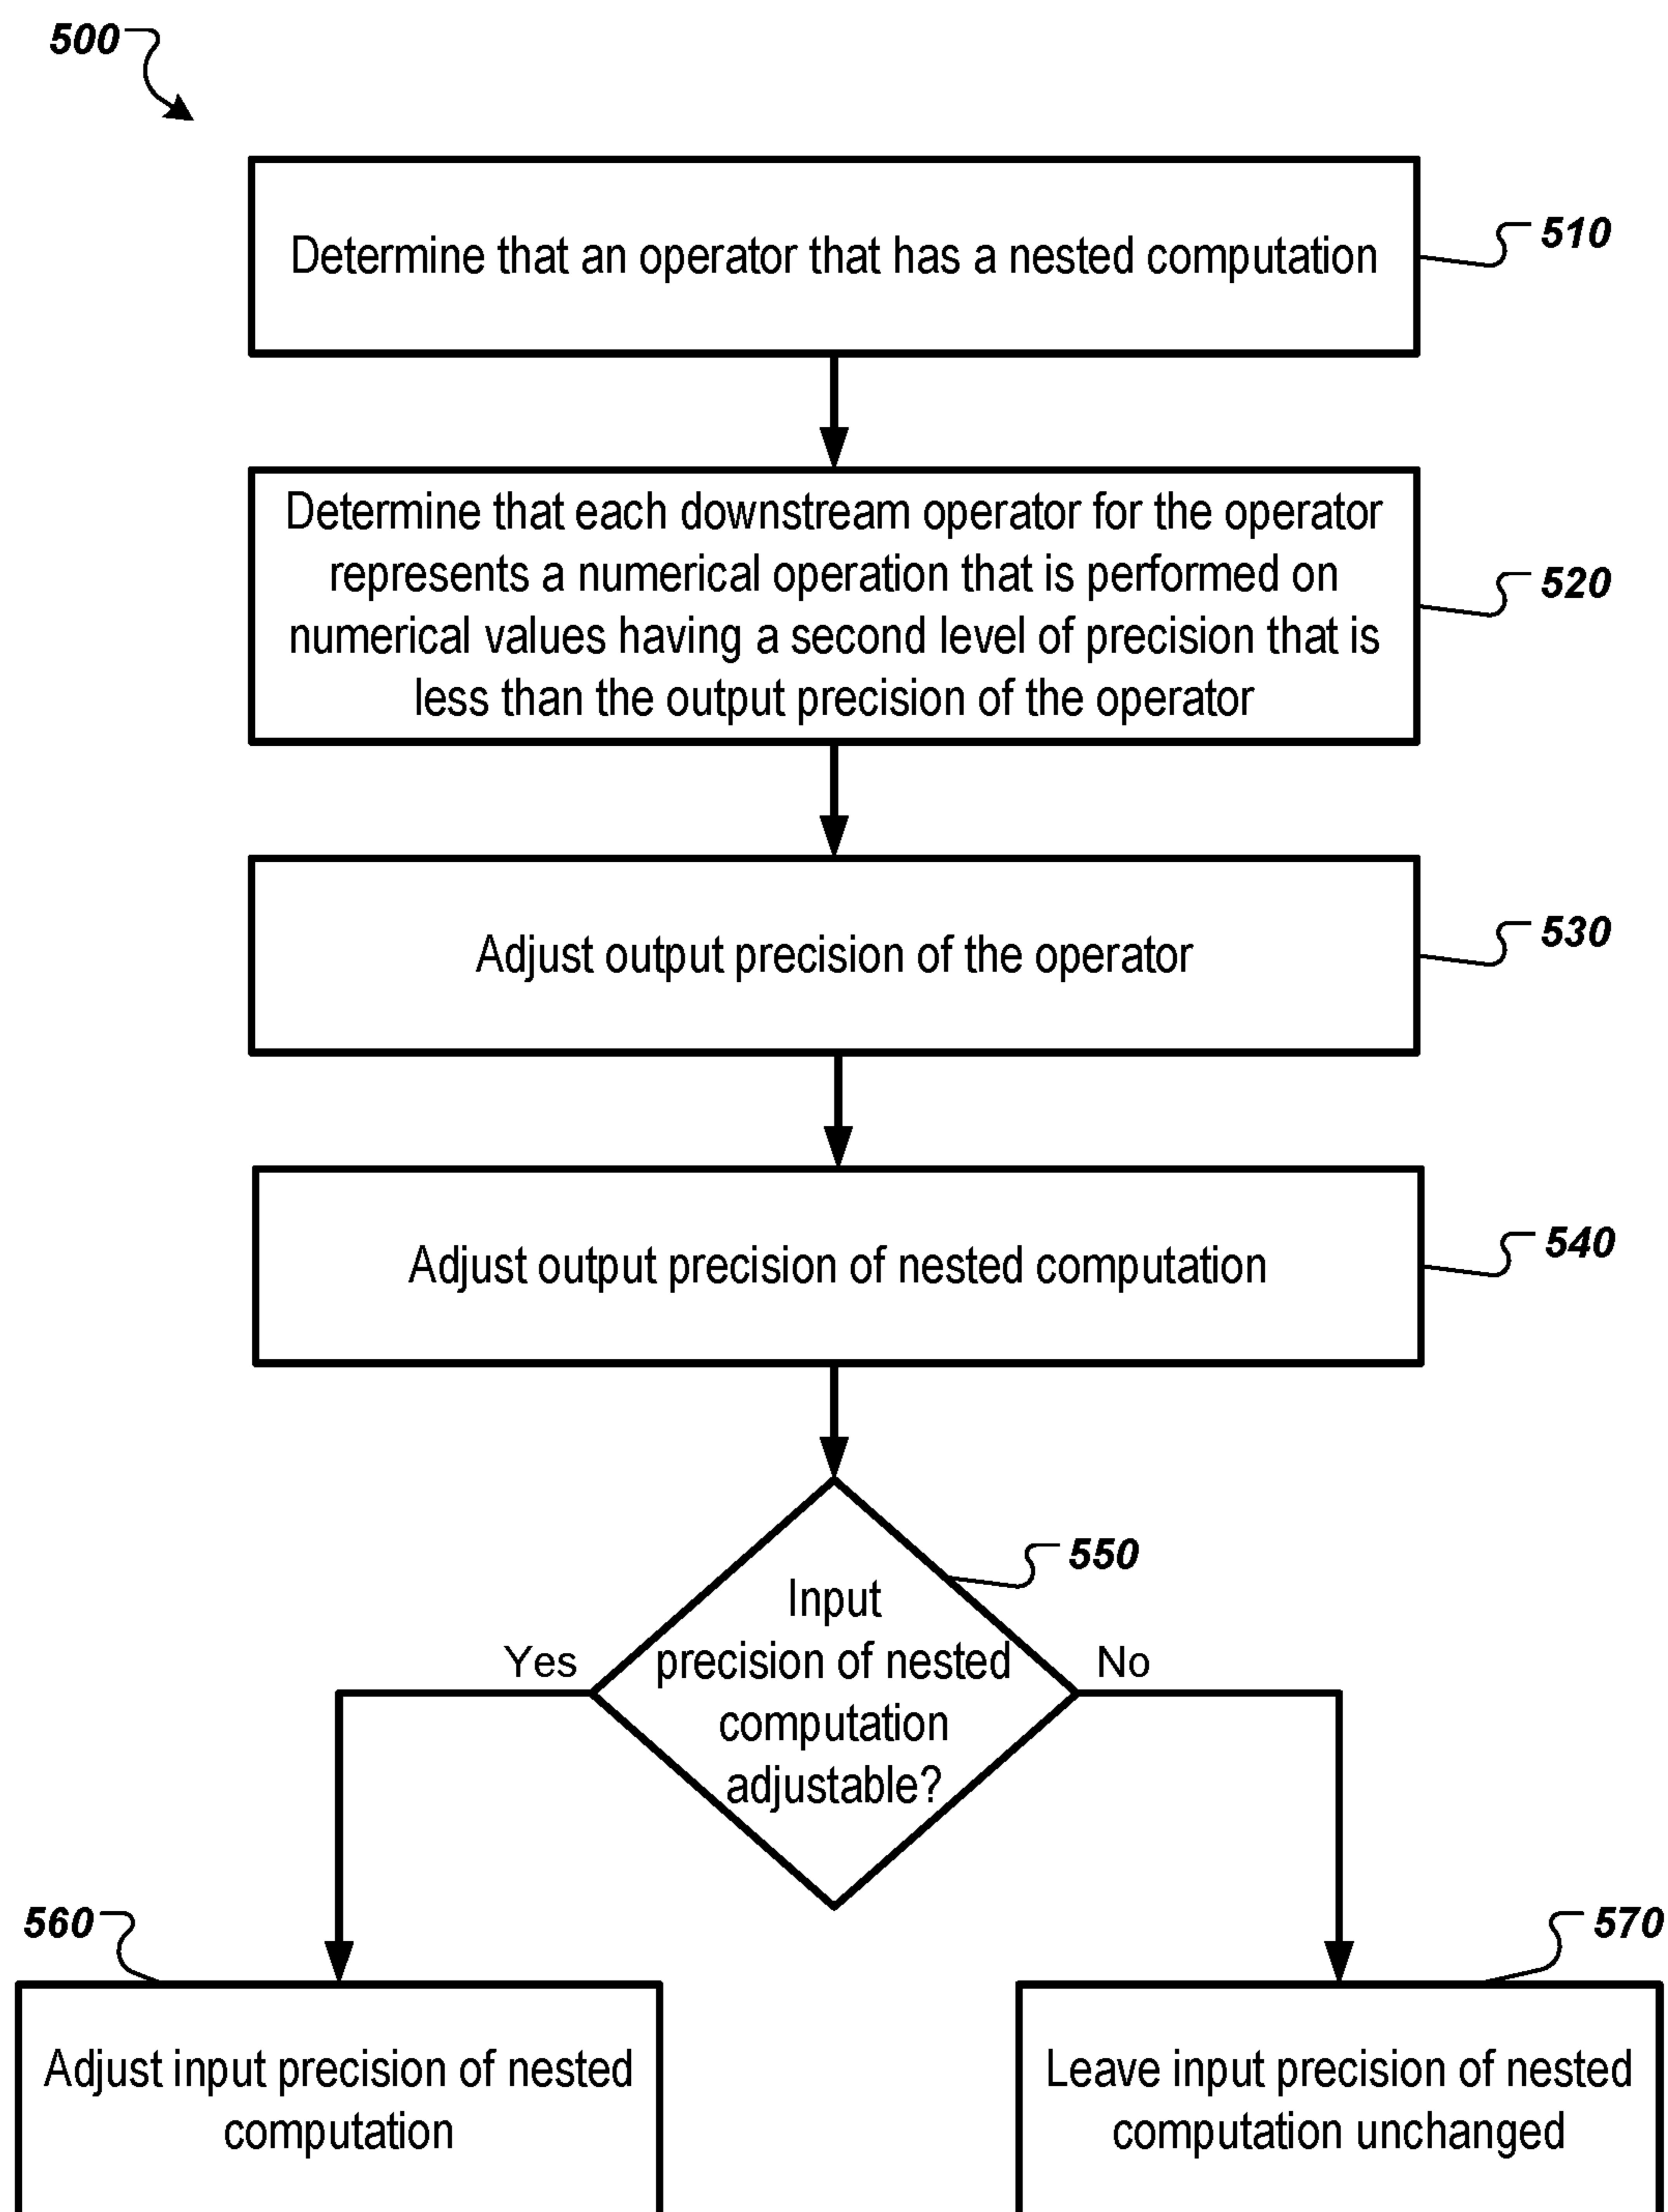 500
Determine that an operator that has a nested computation
510
Determine that each downstream operator for the operator
represents a numerical operation that is performed on
numerical values having a second level of precision that is
less than the output precision of the operator
520
Adjust output precision of the operator
530
Adjust output precision of nested computation
540
550
Input
precision of nested
computation
adjustable?
Yes
No
560
Adjust input precision of nested
computation
570
Leave input precision of nested
computation unchanged